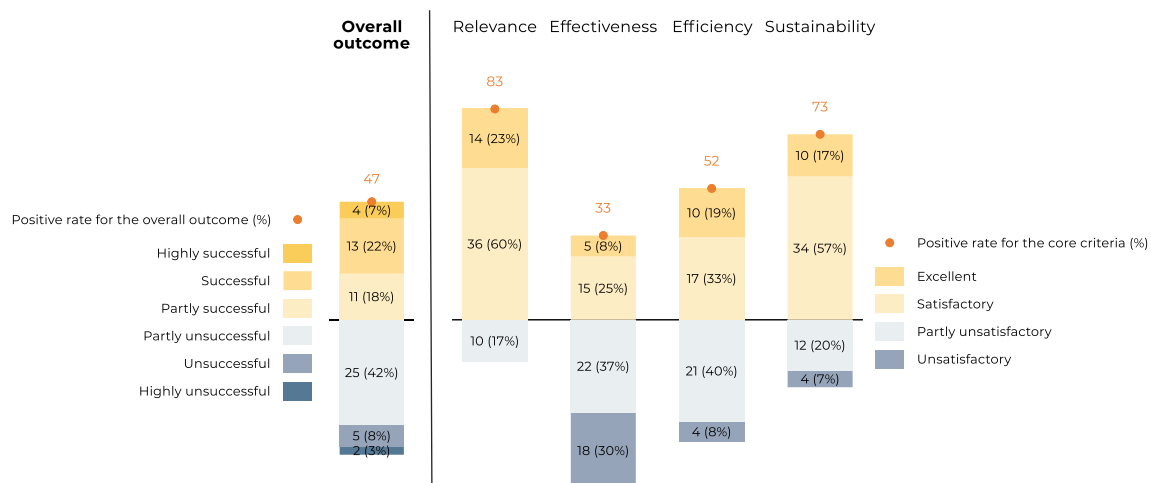 Overall
outcome
Relevance
Effectiveness
Efficiency
Sustainability
83
73
52
47
33
14 (23%)
10 (17%)
4 (7%)
10 (19%)
Positive rate for the overall outcome (%)
Highly successful
Successful
Partly successful
Partly unsuccessful
Unsuccessful
Highly unsuccessful
13 (22%)
11 (18%)
25 (42%)
5 (8%)
2 (3%)
36 (60%)
10 (17%)
5 (8%)
15 (25%)
22 (37%)
18 (30%)
17 (33%)
21 (40%)
4 (8%)
34 (57%)
12 (20%)
4 (7%)
Positive rate for the core criteria (%)
Excellent
Satisfactory
Partly unsatisfactory
Unsatisfactory